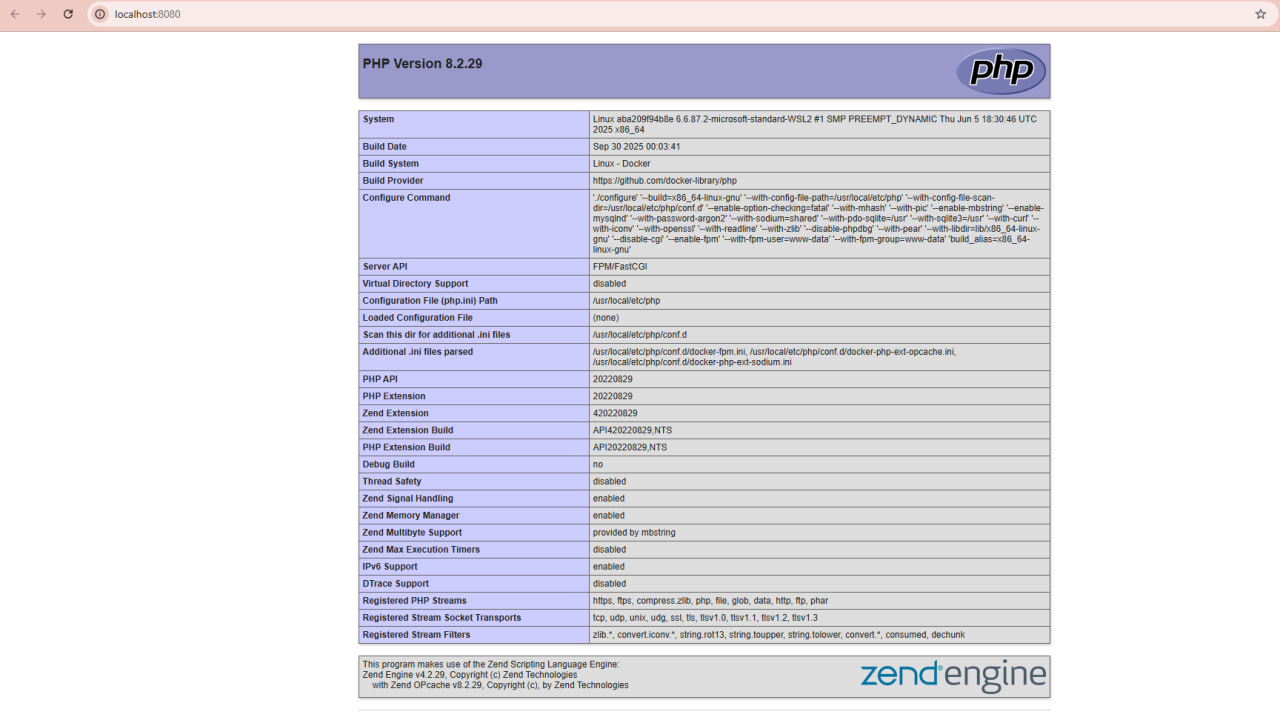 localhost:8080
PHP Version 8.2.29
php
System
Linux aba209f94b8e 6.6.87.2-microsoft-standard-WSL2 #1 SMP PREEMPT_DYNAMIC Thu Jun 5 18:30:46 UTC
2025 x86_64
Build Date
Sep 30 2025 00:03:41
Build System
Linux - Docker
Build Provider
https://github.com/docker-library/php
Configure Command
'./configure' '--build=x86_64-linux-gnu' '--with-config-file-path=/usr/local/etc/php' '--with-config-file-scan-
dir=/usr/local/etc/php/conf.d' '--enable-option-checking=fatal' '--with-mhash' '--with-pic' '--enable-mbstring' '--enable-
mysqlnd' '--with-password-argon2' '--with-sodium=shared' '--with-pdo-sqlite=/usr' '--with-sqlite3=/usr' '--with-curl' '--
with-iconv' '--with-openssl' '--with-readline' '--with-zlib' '--disable-phpdbg' '--with-pear' '--with-libdir=lib/x86_64-linux-
gnu' '--disable-cgi' '--enable-fpm' '--with-fpm-user=www-data' '--with-fpm-group=www-data' 'build_alias=x86_64-
linux-gnu'
Server API
FPM/FastCGI
Virtual Directory Support
disabled
Configuration File (php.ini) Path
/usr/local/etc/php
Loaded Configuration File
(none)
Scan this dir for additional .ini files
/usr/local/etc/php/conf.d
Additional .ini files parsed
/usr/local/etc/php/conf.d/docker-fpm.ini, /usr/local/etc/php/conf.d/docker-php-ext-opcache.ini,
/usr/local/etc/php/conf.d/docker-php-ext-sodium.ini
PHP API
20220829
PHP Extension
20220829
Zend Extension
420220829
Zend Extension Build
API420220829,NTS
PHP Extension Build
API20220829,NTS
Debug Build
no
Thread Safety
disabled
Zend Signal Handling
enabled
Zend Memory Manager
enabled
Zend Multibyte Support
provided by mbstring
Zend Max Execution Timers
disabled
IPv6 Support
enabled
DTrace Support
disabled
Registered PHP Streams
https, ftps, compress.zlib, php, file, glob, data, http, ftp, phar
Registered Stream Socket Transports
tcp, udp, unix, udg, ssl, tls, tlsv1.0, tlsv1.1, tlsv1.2, tlsv1.3
Registered Stream Filters
zlib.*, convert.iconv.*, string.rot13, string.toupper, string.tolower, convert.*, consumed, dechunk
This program makes use of the Zend Scripting Language Engine:
Zend Engine v4.2.29, Copyright (c) Zend Technologies
with Zend OPcache v8.2.29, Copyright (c), by Zend Technologies
zend engine